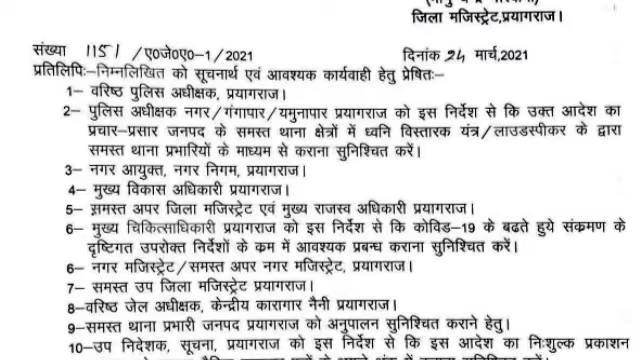 जिला मजिस्ट्रेट,प्रयागराज।
संख्या 1151 /ए0जे0ए0-1/2021 दिनांक 24 मार्च,2021
प्रतिलिपिः-निम्नलिखित को सूचनार्थ एवं आवश्यक कार्यवाही हेतु प्रेषितः-
1- वरिष्ठ पुलिस अधीक्षक, प्रयागराज।
2- पुलिस अधीक्षक नगर/गंगापार/यमुनापार प्रयागराज को इस निर्देश से कि उक्त आदेश का
प्रचार-प्रसार जनपद के समस्त थाना क्षेत्रों में ध्वनि विस्तारक यंत्र/लाउडस्पीकर के द्वारा
समस्त थाना प्रभारियों के माध्यम से कराना सुनिश्चित करें।
3- नगर आयुक्त, नगर निगम, प्रयागराज।
4- मुख्य विकास अधिकारी प्रयागराज।
5- समस्त अपर जिला मजिस्ट्रेट एवं मुख्य राजस्व अधिकारी प्रयागराज।
6- मुख्य चिकित्साधिकारी प्रयागराज को इस निर्देश से कि कोविड-19 के बढते हुये संक्रमण के
दृष्टिगत उपरोक्त निर्देशों के क्रम में आवश्यक प्रबन्ध कराना सुनिश्चित करें।
6- नगर मजिस्ट्रेट/समस्त अपर नगर मजिस्ट्रेट, प्रयागराज।
7- समस्त उप जिला मजिस्ट्रेट प्रयागराज।
8-वरिष्ठ जेल अधीक्षक, केन्द्रीय कारागार नैनी प्रयागराज।
9-समस्त थाना प्रभारी जनपद प्रयागराज को अनुपालन सुनिश्चित कराने हेतु।
10-उप निदेशक, सूचना, प्रयागराज को इस निर्देश से कि इस आदेश का निःशुल्क प्रकाशन